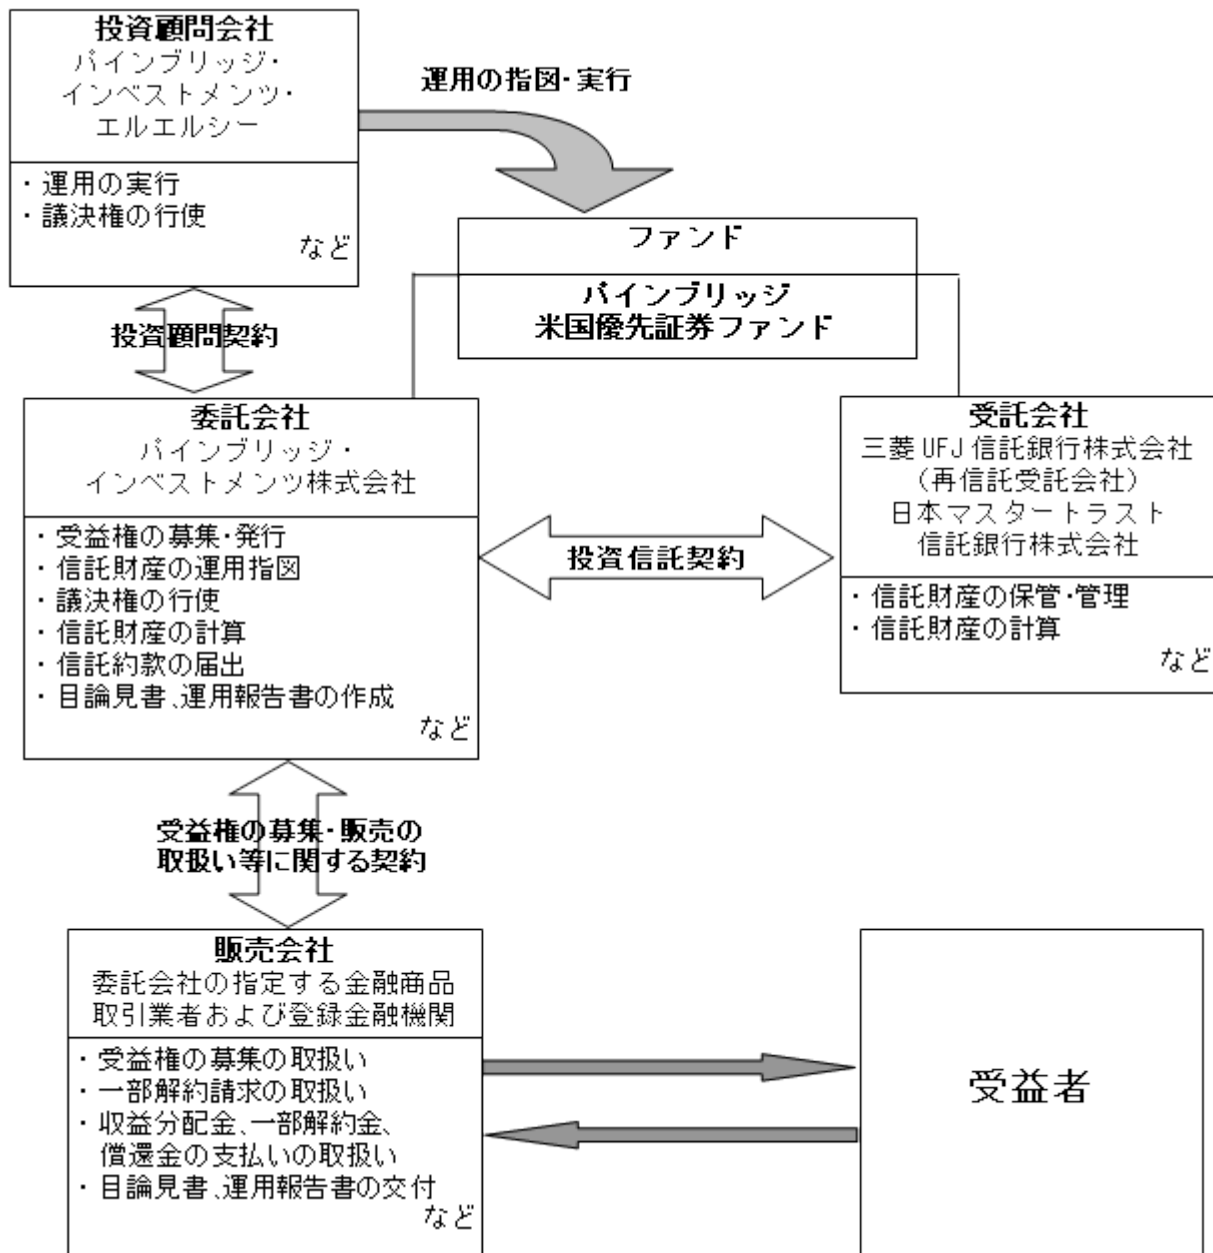 投資顧問会社
パインブリッジ・
インベストメンツ・
エルエルシー
・運用の実行
・議決権の行使
など
運用の指図・実行
ファンド
パインブリッジ
米国優先証券ファンド
投資顧問契約
委託会社
パインブリッジ・
インベストメンツ株式会社
・受益権の募集・発行
・信託財産の運用指図
・議決権の行使
・信託財産の計算
・信託約款の届出
・目論見書、運用報告書の作成
など
投資信託契約
受託会社
三菱UFJ信託銀行株式会社
（再信託受託会社）
日本マスタートラスト
信託銀行株式会社
・信託財産の保管・管理
・信託財産の計算
など
受益権の募集・販売の
取扱い等に関する契約
販売会社
委託会社の指定する金融商品
取引業者および登録金融機関
・受益権の募集の取扱い
・一部解約請求の取扱い
・収益分配金、一部解約金、
償還金の支払いの取扱い
・目論見書、運用報告書の交付
など
受益者